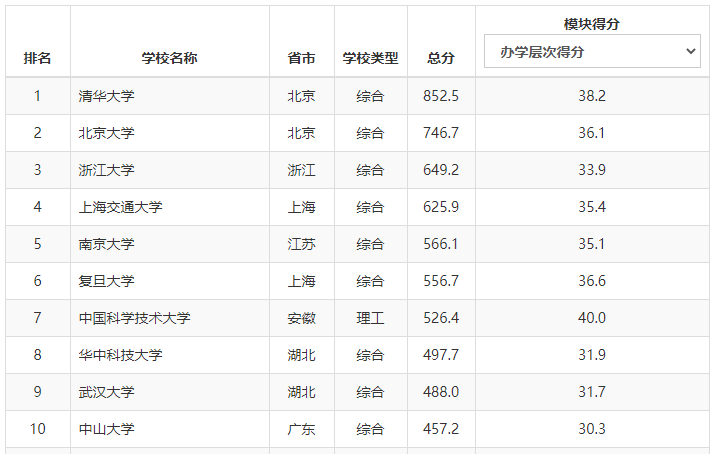 模块得分
排名 学校名称 省市 学校类型 总分 办学层次得分
1 清华大学 北京 综合 852.5 38.2
2 北京大学 北京 综合 746.7 36.1
3 浙江大学 浙江 综合 649.2 33.9
4 上海交通大学 上海 综合 625.9 35.4
5 南京大学 江苏 综合 566.1 35.1
6 复旦大学 上海 综合 556.7 36.6
7 中国科学技术大学 安徽 理工 526.4 40.0
8 华中科技大学 湖北 综合 497.7 31.9
9 武汉大学 湖北 综合 488.0 31.7
10 中山大学 广东 综合 457.2 30.3